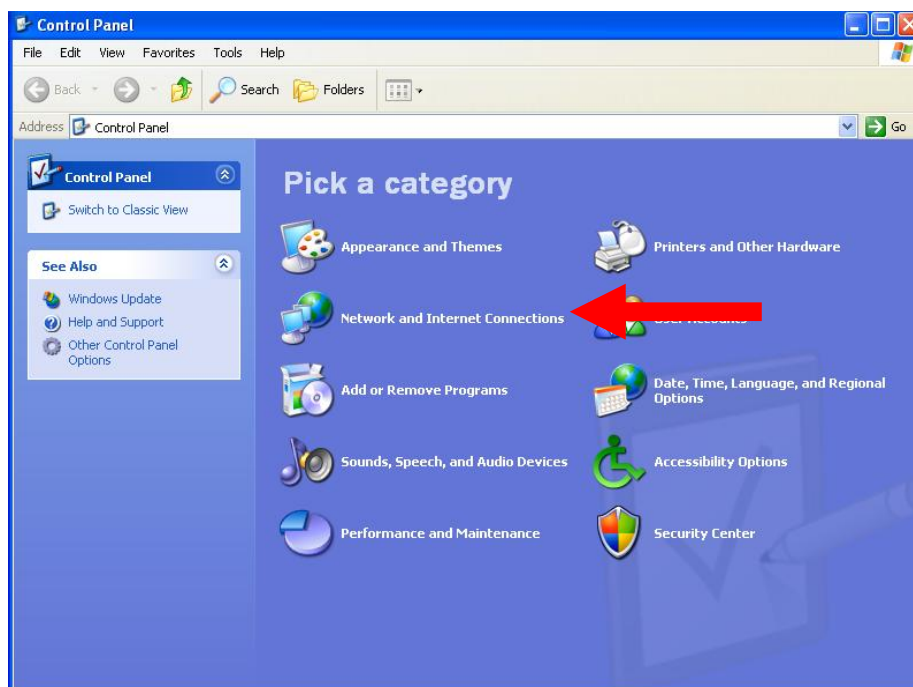 Control Panel
File Edit View Favorites Tools Help
Back Search Folders
Address Control Panel Go
Control Panel
Switch to Classic View
See Also
Windows Update
Help and Support
Other Control Panel
Options
Pick a category
Appearance and Themes
Printers and Other Hardware
Network and Internet Connections
User Accounts
Add or Remove Programs
Date, Time, Language, and Regional
Options
Sounds, Speech, and Audio Devices
Accessibility Options
Performance and Maintenance
Security Center